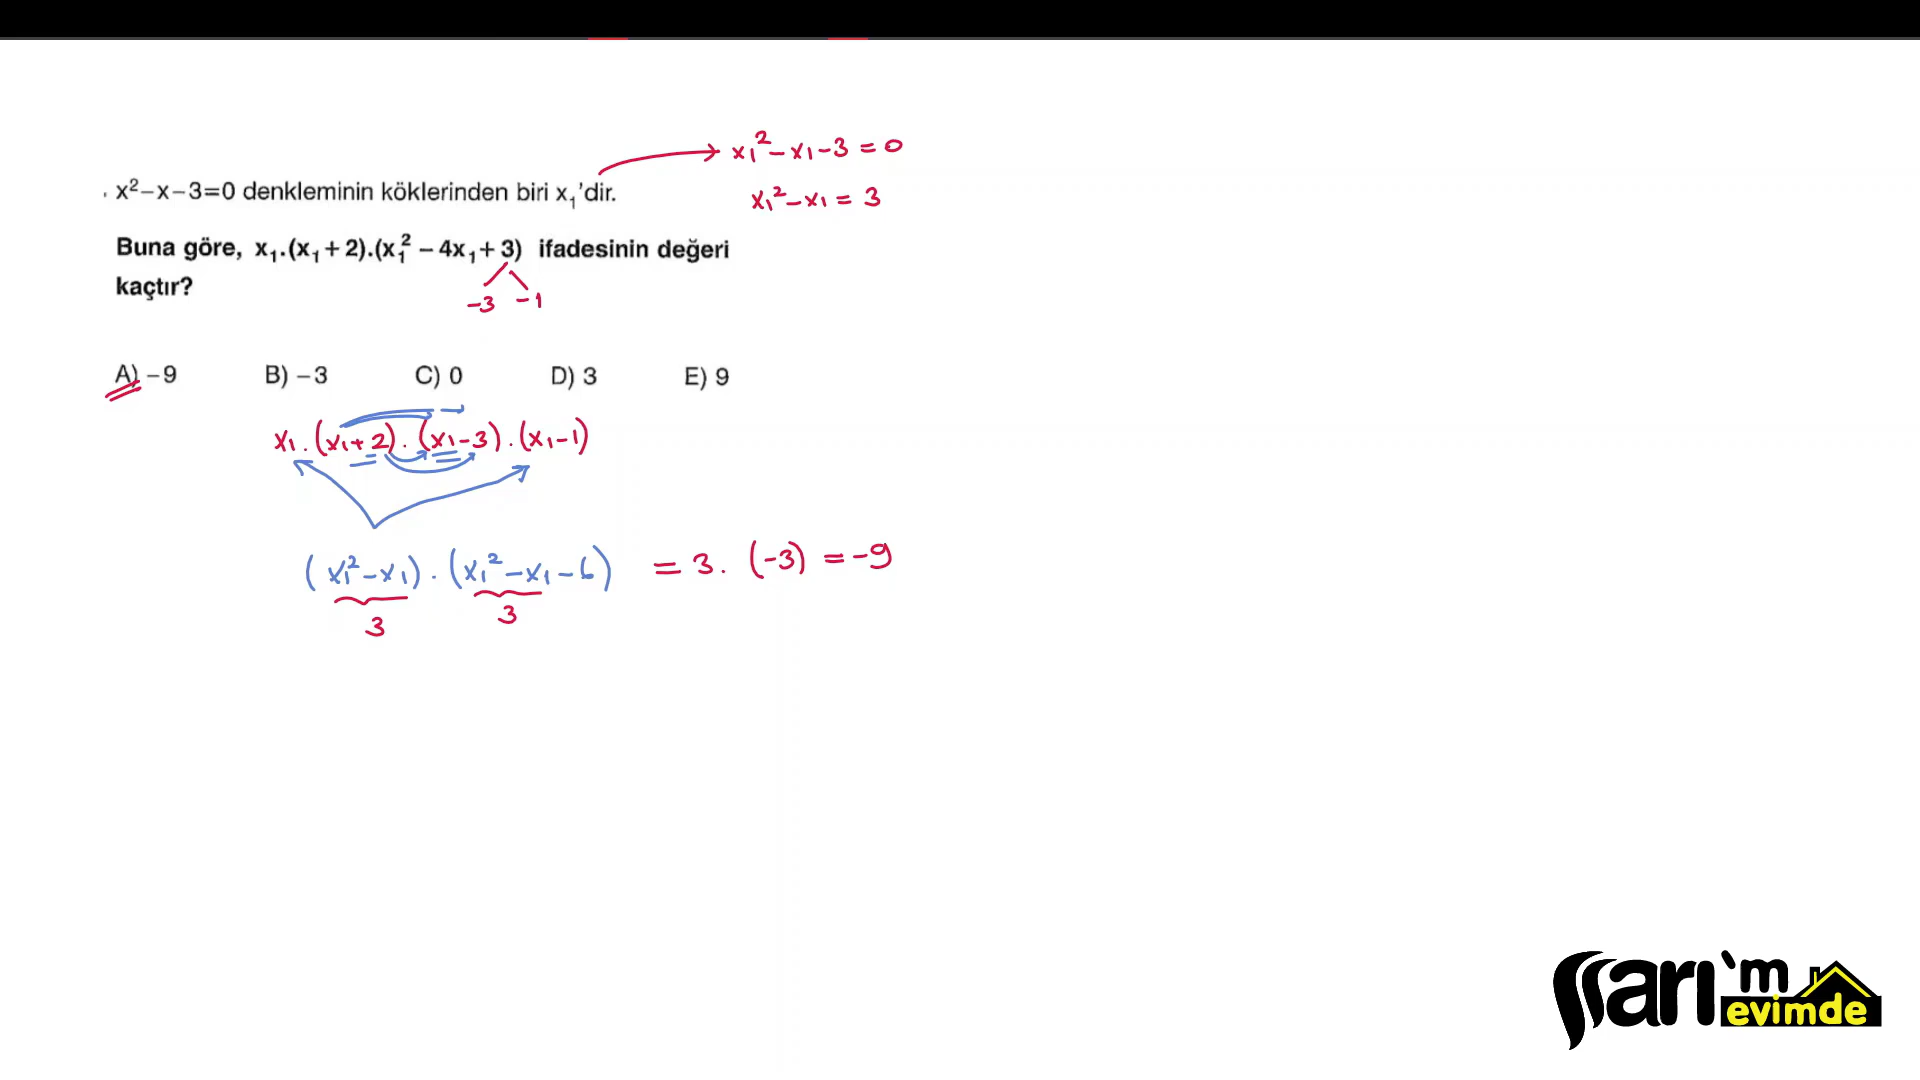 x₁² - x₁ - 3 = 0
x² - x - 3 = 0 denkleminin köklerinden biri x₁'dir.
x₁² - x₁ = 3
Buna göre, x₁.(x₁ + 2).(x₁² - 4x₁ + 3) ifadesinin değeri
kaçtır?
-3 -1
A) -9 B) -3 C) 0 D) 3 E) 9
x₁ . (x₁ + 2) . (x₁ - 3) . (x₁ - 1)
(x₁² - x₁) . (x₁² - x₁ - 6) = 3 . (-3) = -9
3 3
sarı'm
evimde